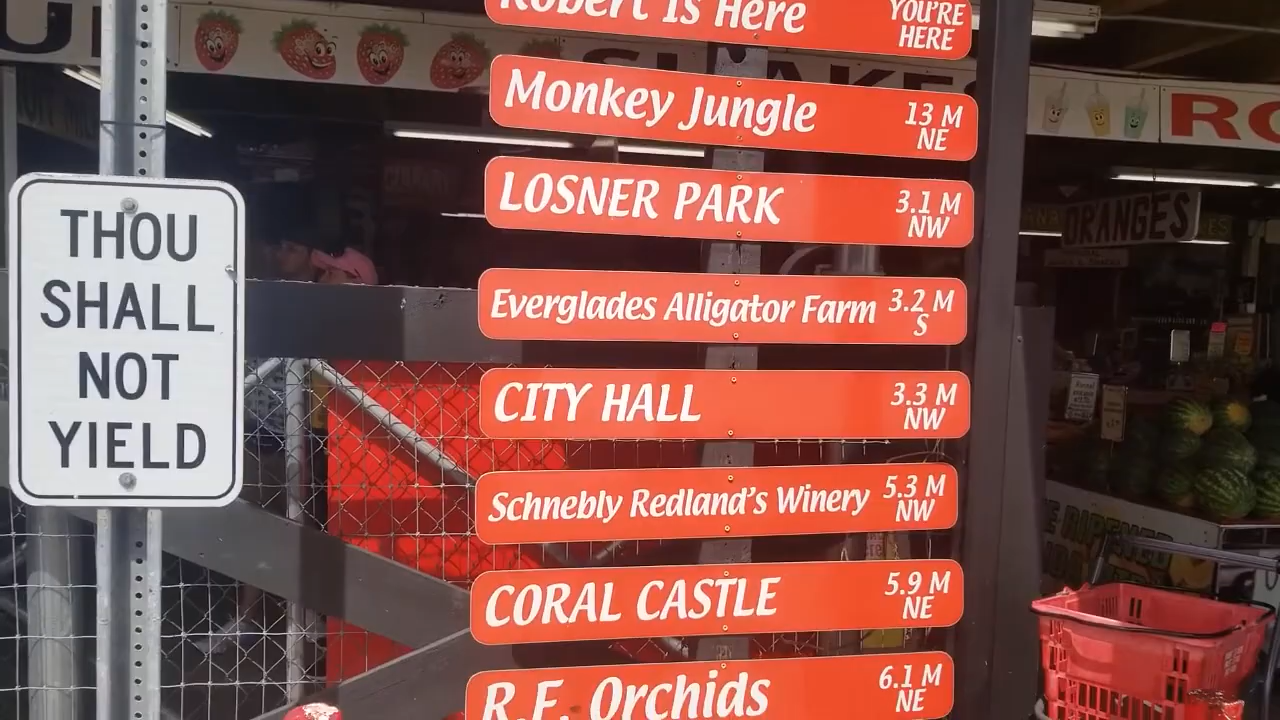 Robert Is Here YOU'RE HERE
SHAKES
RO
Monkey Jungle 13 M NE
LOSNER PARK 3.1 M NW
ORANGES
THOU
SHALL
NOT
YIELD
Everglades Alligator Farm 3.2 M S
CITY HALL 3.3 M NW
Schnebly Redland's Winery 5.3 M NW
CORAL CASTLE 5.9 M NE
R.F. Orchids 6.1 M NE
RIPENED